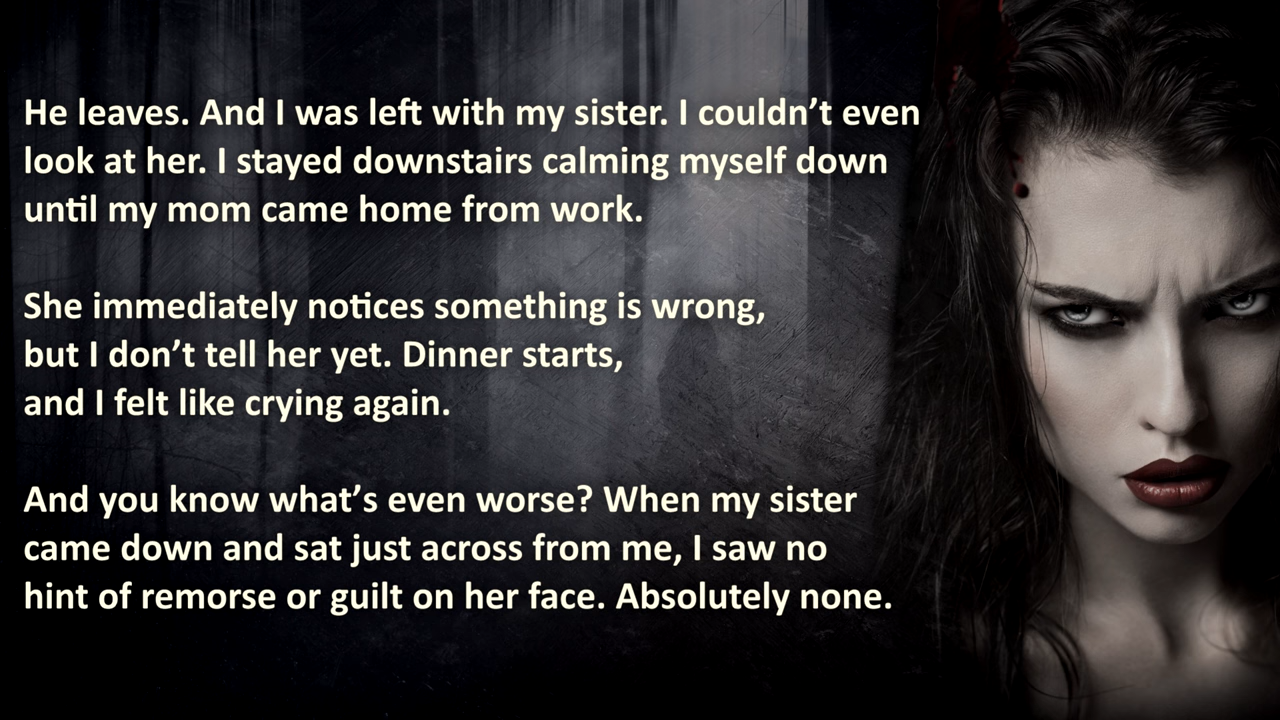 He leaves. And I was left with my sister. I couldn’t even
look at her. I stayed downstairs calming myself down
until my mom came home from work.
She immediately notices something is wrong,
but I don’t tell her yet. Dinner starts,
and I felt like crying again.
And you know what’s even worse? When my sister
came down and sat just across from me, I saw no
hint of remorse or guilt on her face. Absolutely none.